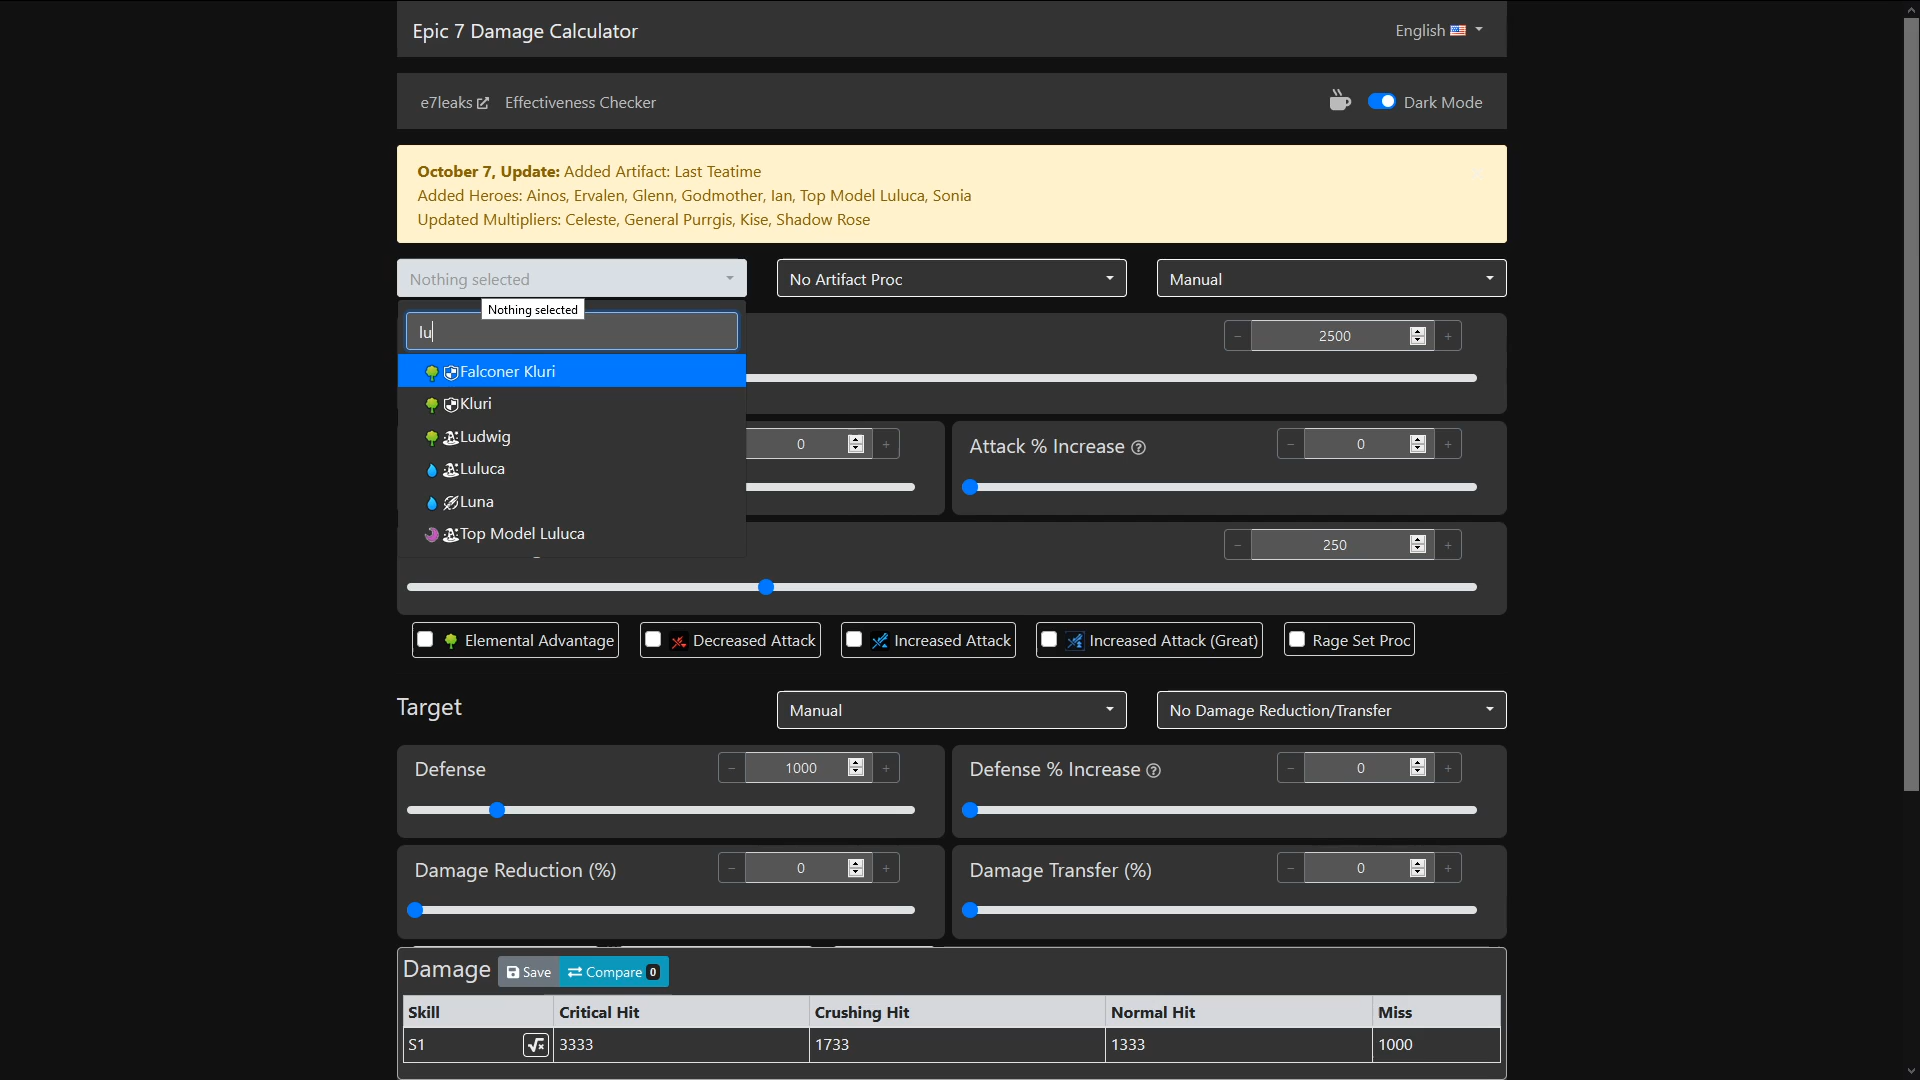 Epic 7 Damage Calculator
English
e7leaks Effectiveness Checker
Dark Mode
October 7, Update: Added Artifact: Last Teatime
Added Heroes: Ainos, Ervalen, Glenn, Godmother, Ian, Top Model Luluca, Sonia
Updated Multipliers: Celeste, General Purrgis, Kise, Shadow Rose
Nothing selected
No Artifact Proc
Manual
Nothing selected
lu
Falconer Kluri
Kluri
Ludwig
Luluca
Luna
Top Model Luluca
− 2500 +
− 0 +
Attack % Increase ?
− 0 +
− 250 +
Elemental Advantage
Decreased Attack
Increased Attack
Increased Attack (Great)
Rage Set Proc
Target
Manual
No Damage Reduction/Transfer
Defense
− 1000 +
Defense % Increase ?
− 0 +
Damage Reduction (%)
− 0 +
Damage Transfer (%)
− 0 +
Damage Save Compare 0
Skill Critical Hit Crushing Hit Normal Hit Miss
S1 √x 3333 1733 1333 1000